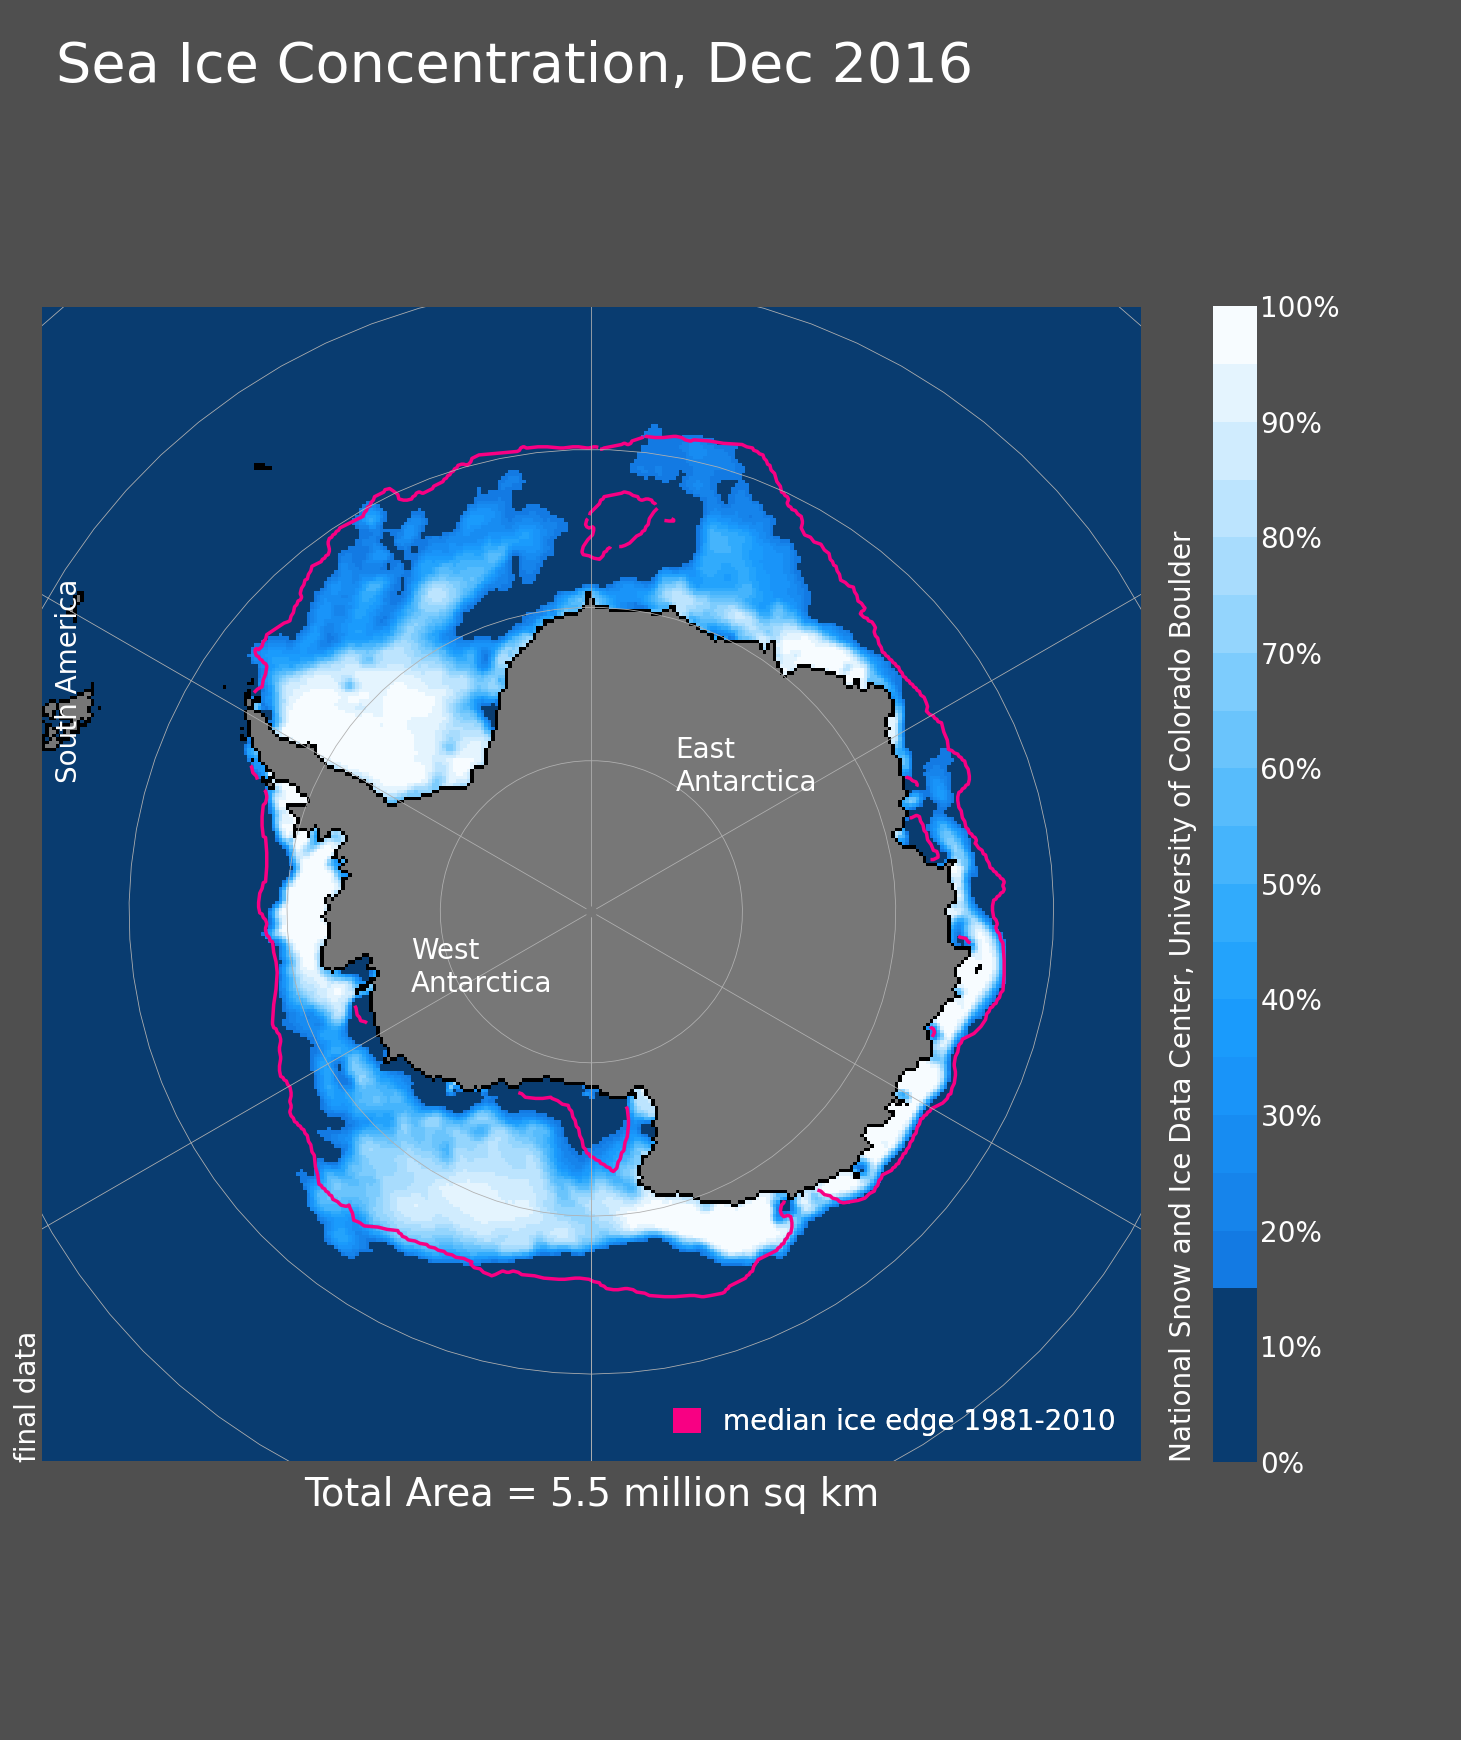 Sea Ice Concentration, Dec 2016
South America
East
Antarctica
West
Antarctica
final data
median ice edge 1981-2010
Total Area = 5.5 million sq km
National Snow and Ice Data Center, University of Colorado Boulder
100%
90%
80%
70%
60%
50%
40%
30%
20%
10%
0%